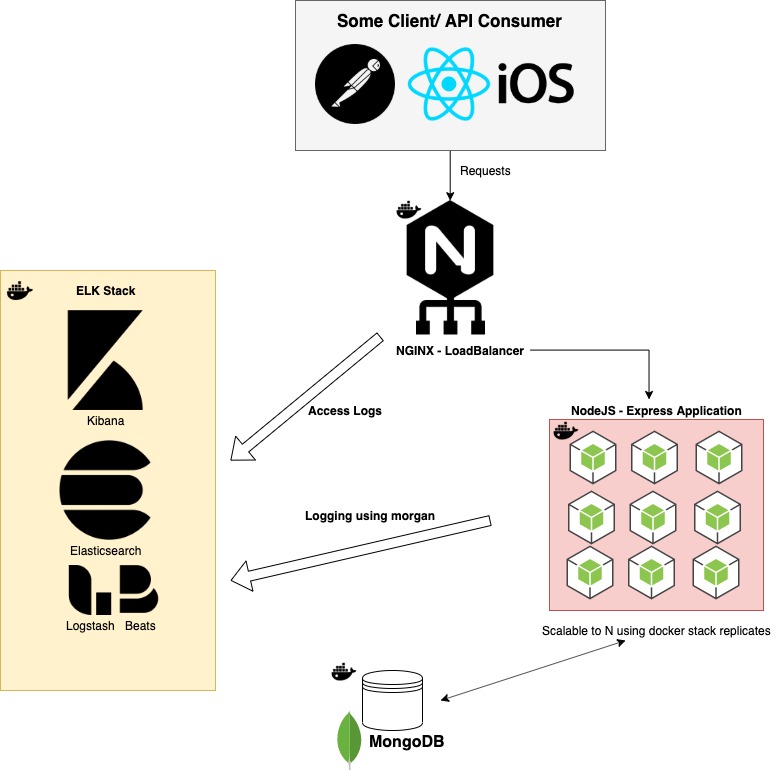 Some Client/ API Consumer
iOS
Requests
N
NGINX - LoadBalancer
ELK Stack
Kibana
Access Logs
NodeJS - Express Application
Elasticsearch
Logging using morgan
Logstash Beats
Scalable to N using docker stack replicates
MongoDB